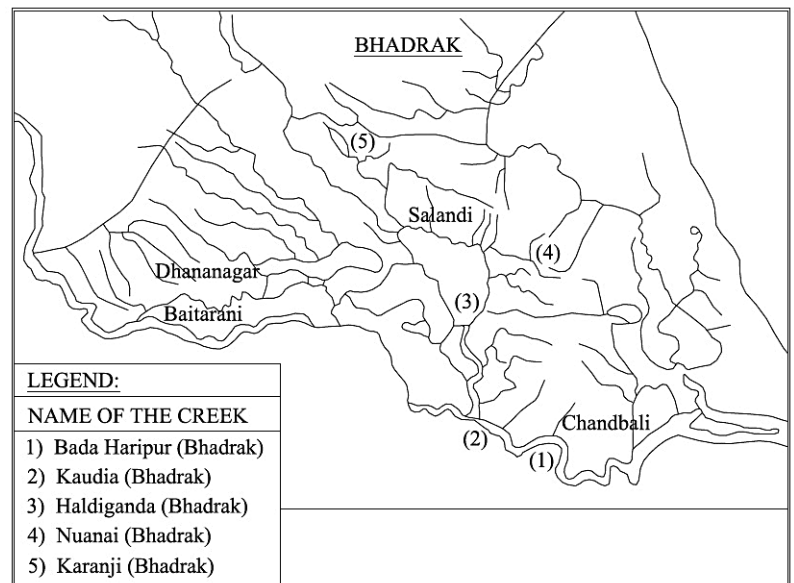 BHADRAK
(5)
Salandi
(4)
Dhananagar
(3)
Baitarani
LEGEND:
NAME OF THE CREEK
Chandbali
(2)
(1)
1) Bada Haripur (Bhadrak)
2) Kaudia (Bhadrak)
3) Haldiganda (Bhadrak)
4) Nuanai (Bhadrak)
5) Karanji (Bhadrak)